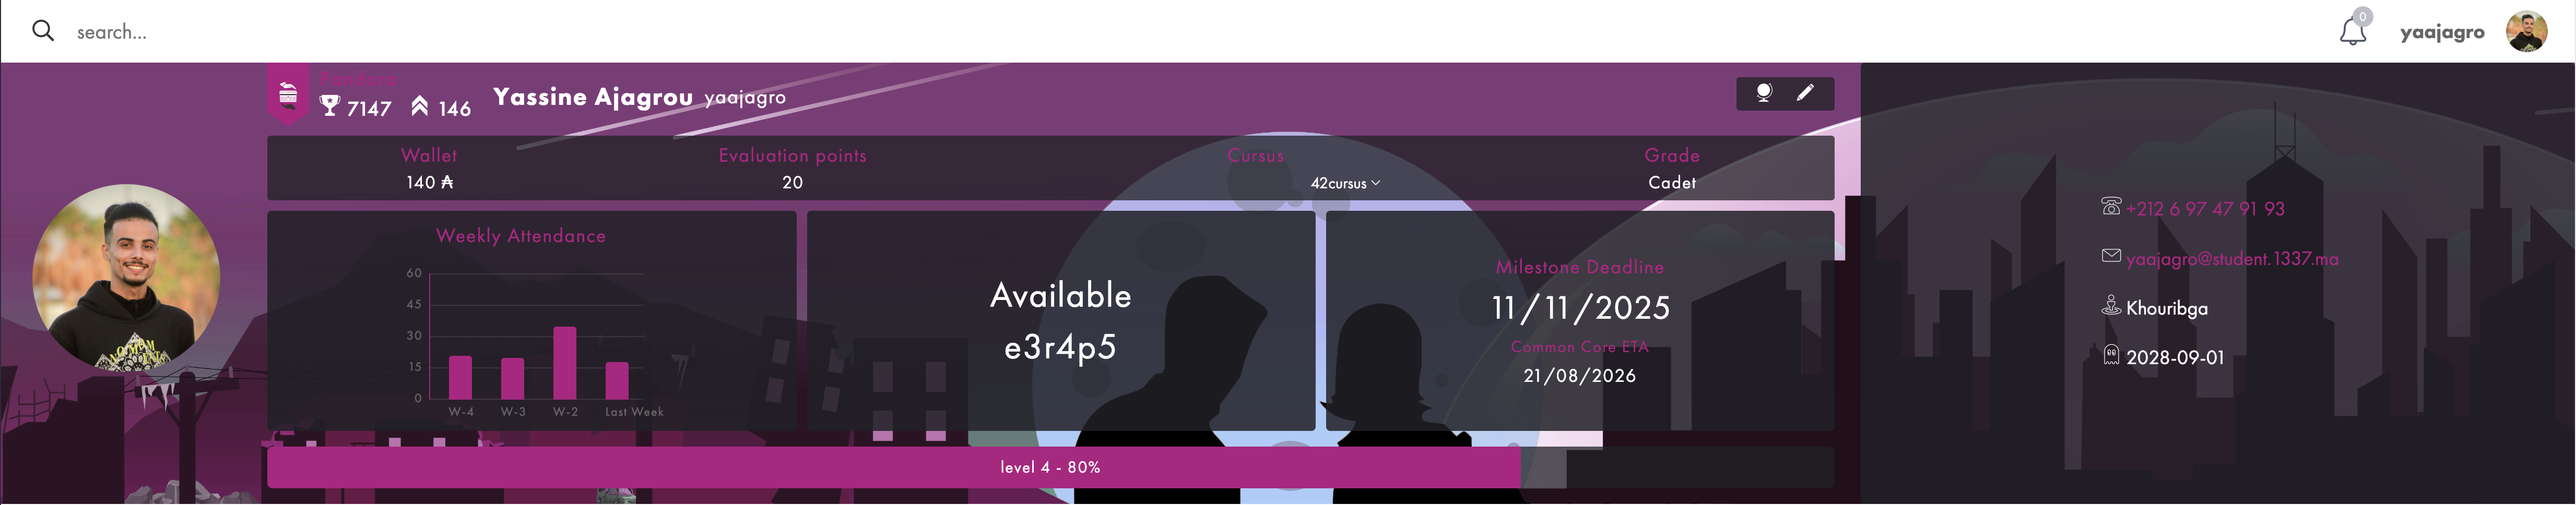 search...
0
yaajagro
Pandora
7147 146
Yassine Ajagrou yaajagro
Wallet
140 ₳
Evaluation points
20
Cursus
42cursus
Grade
Cadet
Weekly Attendance
60
45
30
15
0
W-4 W-3 W-2 Last Week
Available
e3r4p5
Milestone Deadline
11/11/2025
Common Core ETA
21/08/2026
level 4 - 80%
+212 6 97 47 91 93
yaajagro@student.1337.ma
Khouribga
2028-09-01